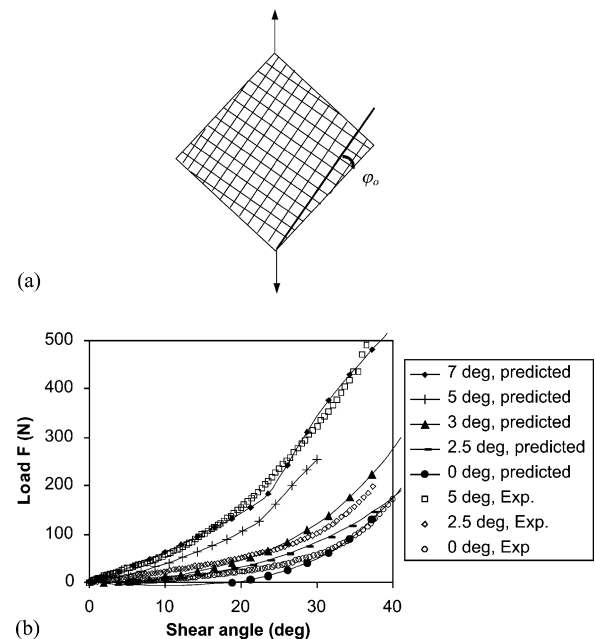 φo
(a)
500
400
300
200
100
0
Load F (N)
0
10
20
30
40
Shear angle (deg)
7 deg, predicted
5 deg, predicted
3 deg, predicted
2.5 deg, predicted
0 deg, predicted
5 deg, Exp.
2.5 deg, Exp.
0 deg, Exp
(b)